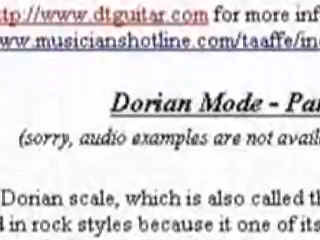 ttp://www.dtguitar.com for more inf
www.musicianshotline.com/taaffe/in
Dorian Mode - Pa
(sorry, audio examples are not avail
Dorian scale, which is also called t
in rock styles because it one of its